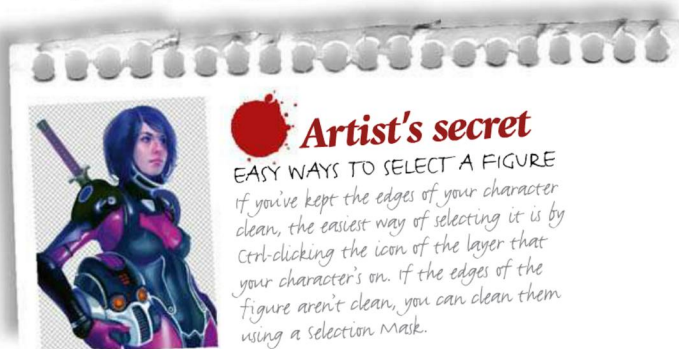 Artist's secret
EASY WAYS TO SELECT A FIGURE
If you've kept the edges of your character
clean, the easiest way of selecting it is by
Ctrl-clicking the icon of the layer that
your character's on. If the edges of the
figure aren't clean, you can clean them
using a Selection Mask.